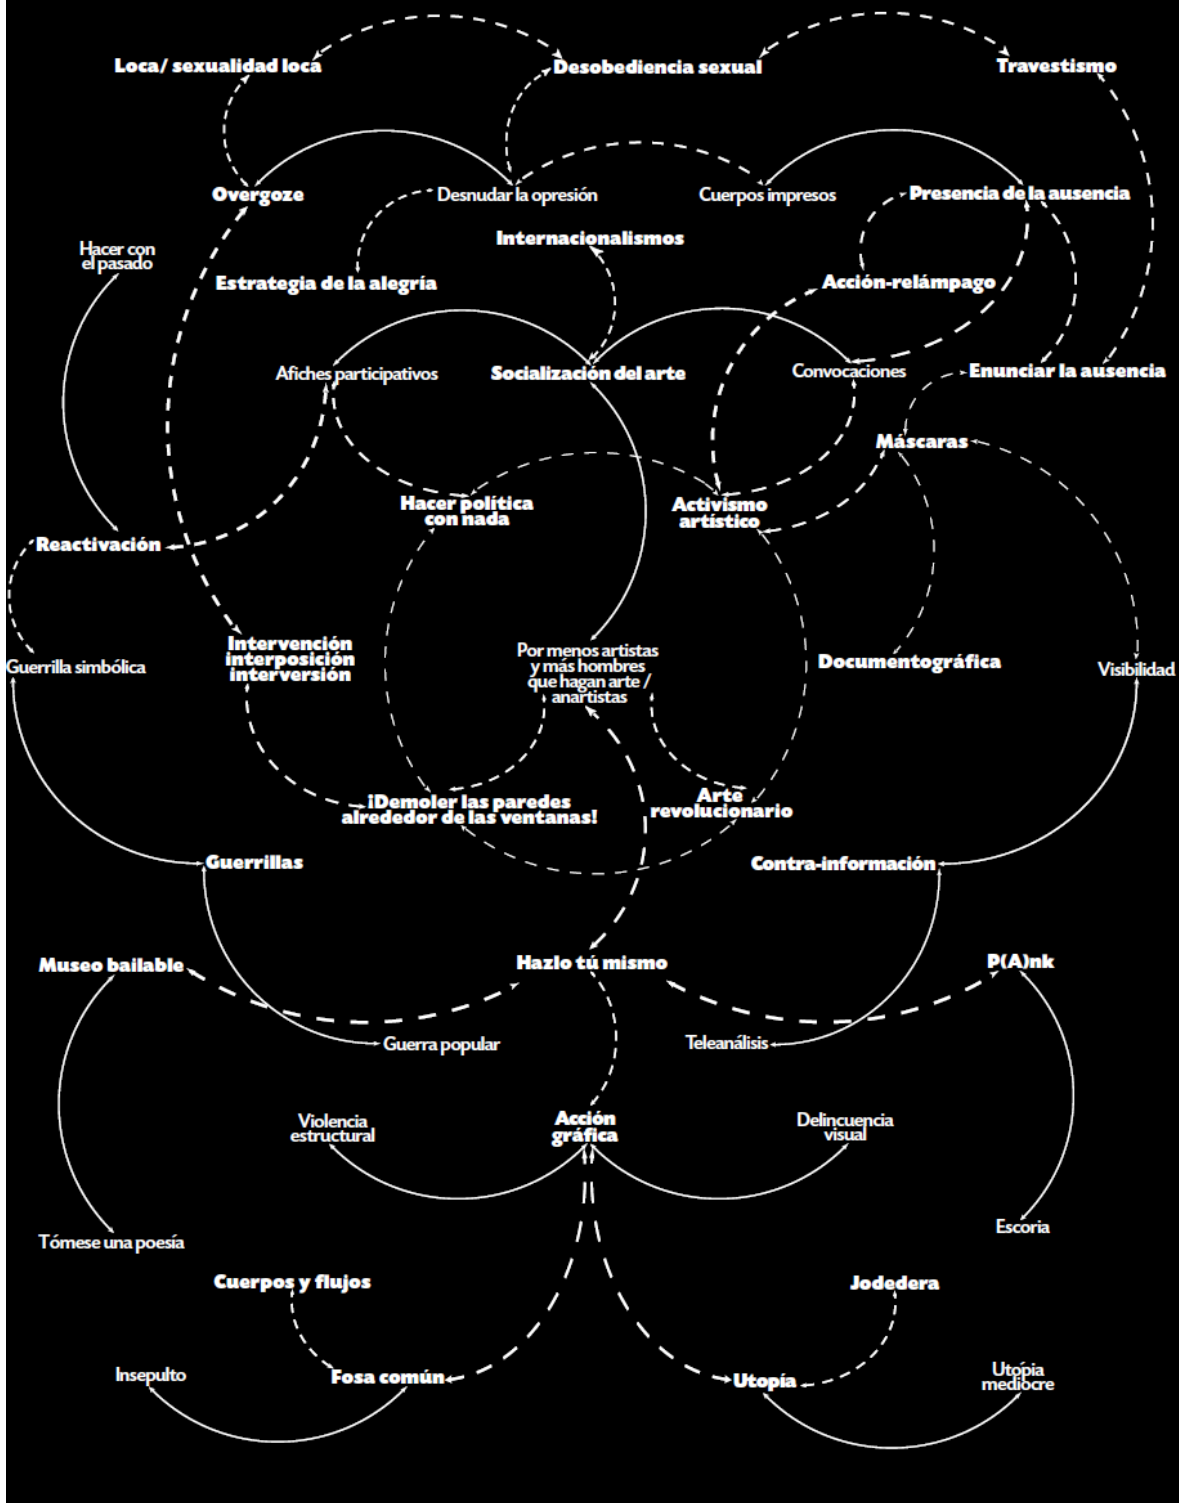 Loca/ sexualidad loca
Desobediencia sexual
Travestismo
Overgoze
Desnudar la opresión
Cuerpos impresos
Presencia de la ausencia
Hacer con
el pasado
Internacionalismos
Estrategia de la alegría
Acción-relámpago
Afiches participativos
Socialización del arte
Convocaciones
Enunciar la ausencia
Máscaras
Hacer política
con nada
Activismo
artístico
Reactivación
Guerrilla simbólica
Intervención
interposición
interversión
Por menos artistas
y más hombres
que hagan arte /
anartistas
Documentográfica
Visibilidad
¡Demoler las paredes
alrededor de las ventanas!
Arte
revolucionario
Guerrillas
Contra-información
Museo bailable
Hazlo tú mismo
P(A)nk
Guerra popular
Teleanálisis
Violencia
estructural
Acción
gráfica
Delincuencia
visual
Tómese una poesía
Escoria
Cuerpos y flujos
Jodedera
Insepulto
Fosa común
Utopía
Utopia
mediocre